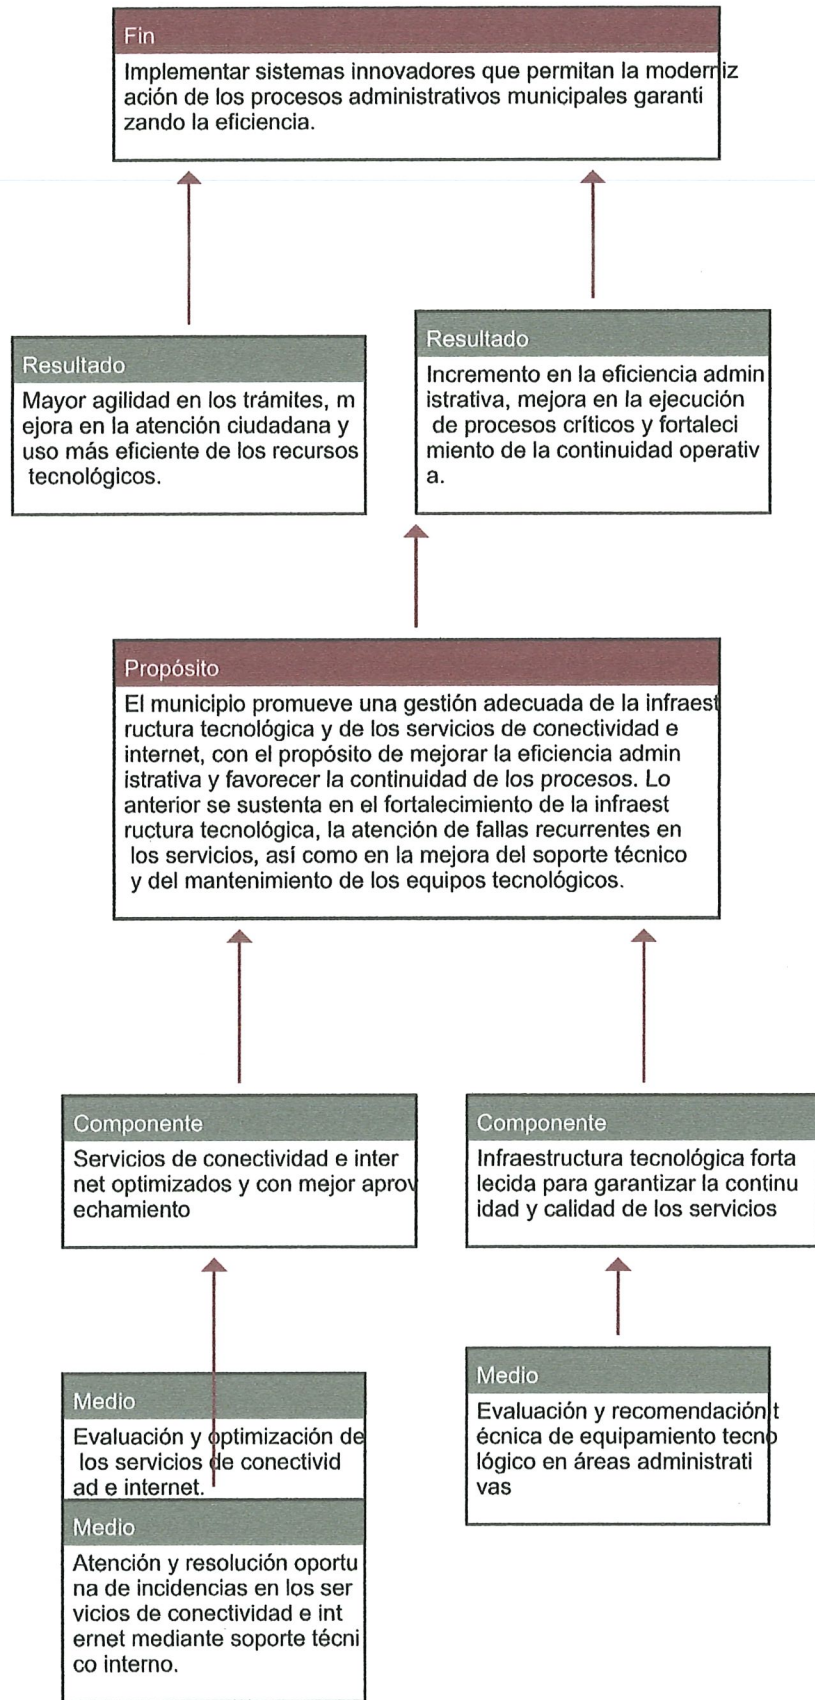 Fin
Implementar sistemas innovadores que permitan la moderniz
ación de los procesos administrativos municipales garanti
zando la eficiencia.
Resultado
Mayor agilidad en los trámites, m
ejora en la atención ciudadana y
uso más eficiente de los recursos
tecnológicos.
Resultado
Incremento en la eficiencia admin
istrativa, mejora en la ejecución
de procesos críticos y fortaleci
miento de la continuidad operativ
a.
Propósito
El municipio promueve una gestión adecuada de la infraest
ructura tecnológica y de los servicios de conectividad e
internet, con el propósito de mejorar la eficiencia admin
istrativa y favorecer la continuidad de los procesos. Lo
anterior se sustenta en el fortalecimiento de la infraest
ructura tecnológica, la atención de fallas recurrentes en
los servicios, así como en la mejora del soporte técnico
y del mantenimiento de los equipos tecnológicos.
Componente
Servicios de conectividad e inter
net optimizados y con mejor aprov
echamiento
Componente
Infraestructura tecnológica forta
lecida para garantizar la continu
idad y calidad de los servicios
Medio
Evaluación y optimización de
los servicios de conectivid
ad e internet.
Medio
Atención y resolución oportu
na de incidencias en los ser
vicios de conectividad e int
ernet mediante soporte técni
co interno.
Medio
Evaluación y recomendación t
écnica de equipamiento tecno
lógico en áreas administrati
vas